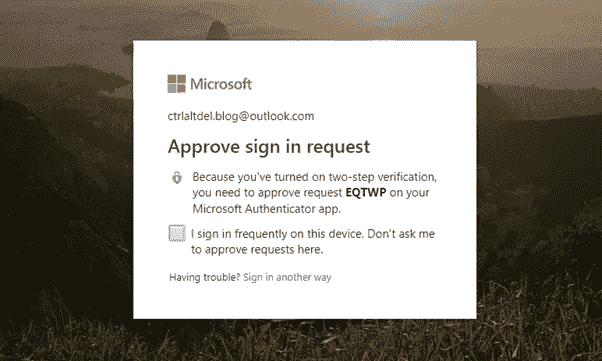 Microsoft
ctrlaltdel.blog@outlook.com
Approve sign in request
Because you've turned on two-step verification,
you need to approve request EQTWP on your
Microsoft Authenticator app.
I sign in frequently on this device. Don't ask me
to approve requests here.
Having trouble? Sign in another way